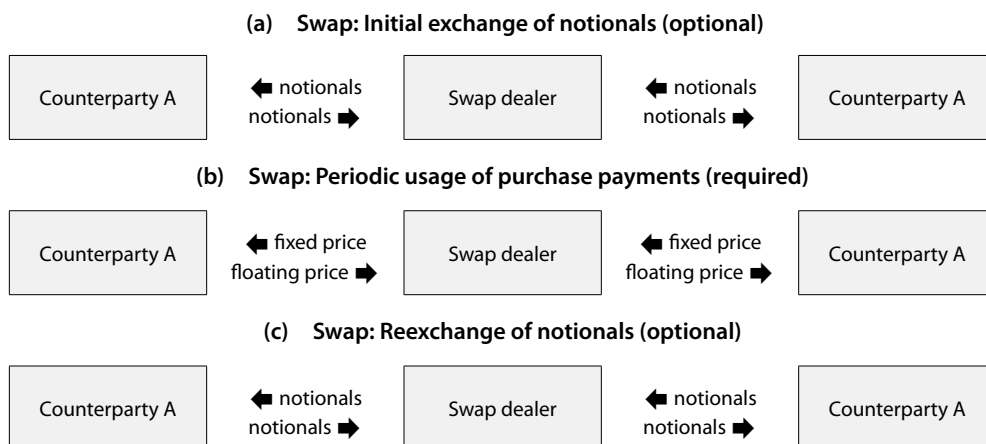 (a) Swap: Initial exchange of notionals (optional)
Counterparty A
notionals
notionals
Swap dealer
notionals
notionals
Counterparty A
(b) Swap: Periodic usage of purchase payments (required)
Counterparty A
fixed price
floating price
Swap dealer
fixed price
floating price
Counterparty A
(c) Swap: Reexchange of notionals (optional)
Counterparty A
notionals
notionals
Swap dealer
notionals
notionals
Counterparty A